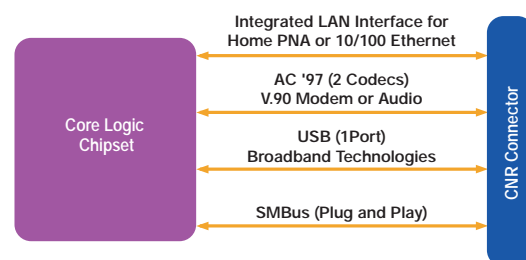 Integrated LAN Interface for
Home PNA or 10/100 Ethernet
AC '97 (2 Codecs)
V.90 Modem or Audio
Core Logic
Chipset
USB (1Port)
Broadband Technologies
SMBus (Plug and Play)
CNR Connector